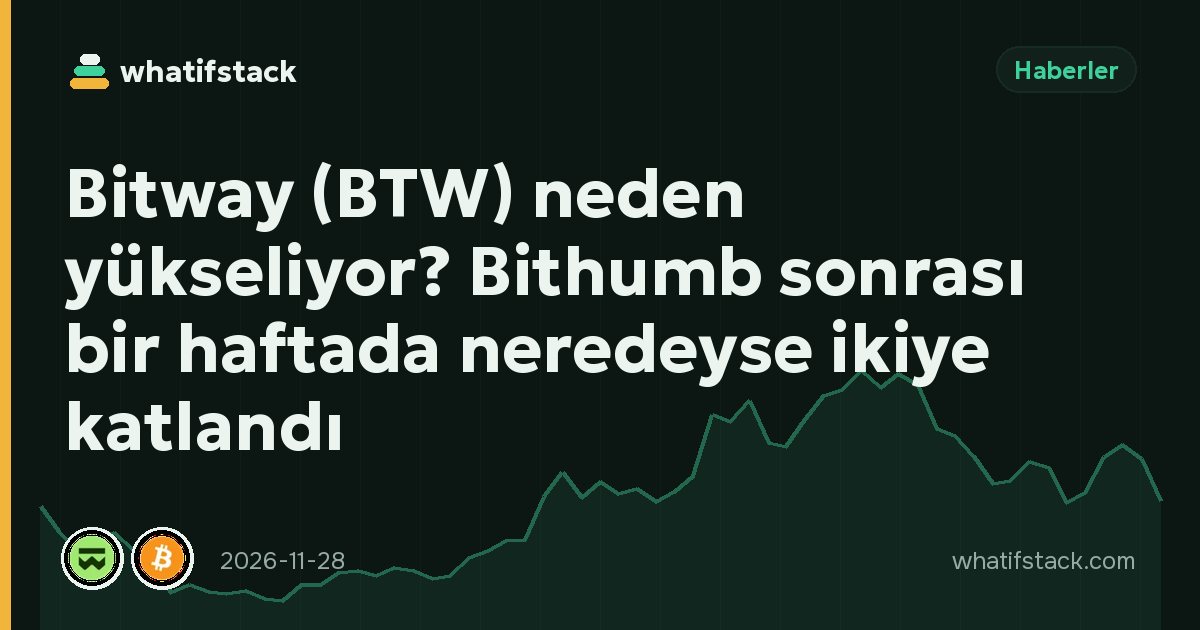 whatifstack
Haberler
Bitway (BTW) neden
yükseliyor? Bithumb sonrası
bir haftada neredeyse ikiye
katlandı
2026-11-28
whatifstack.com